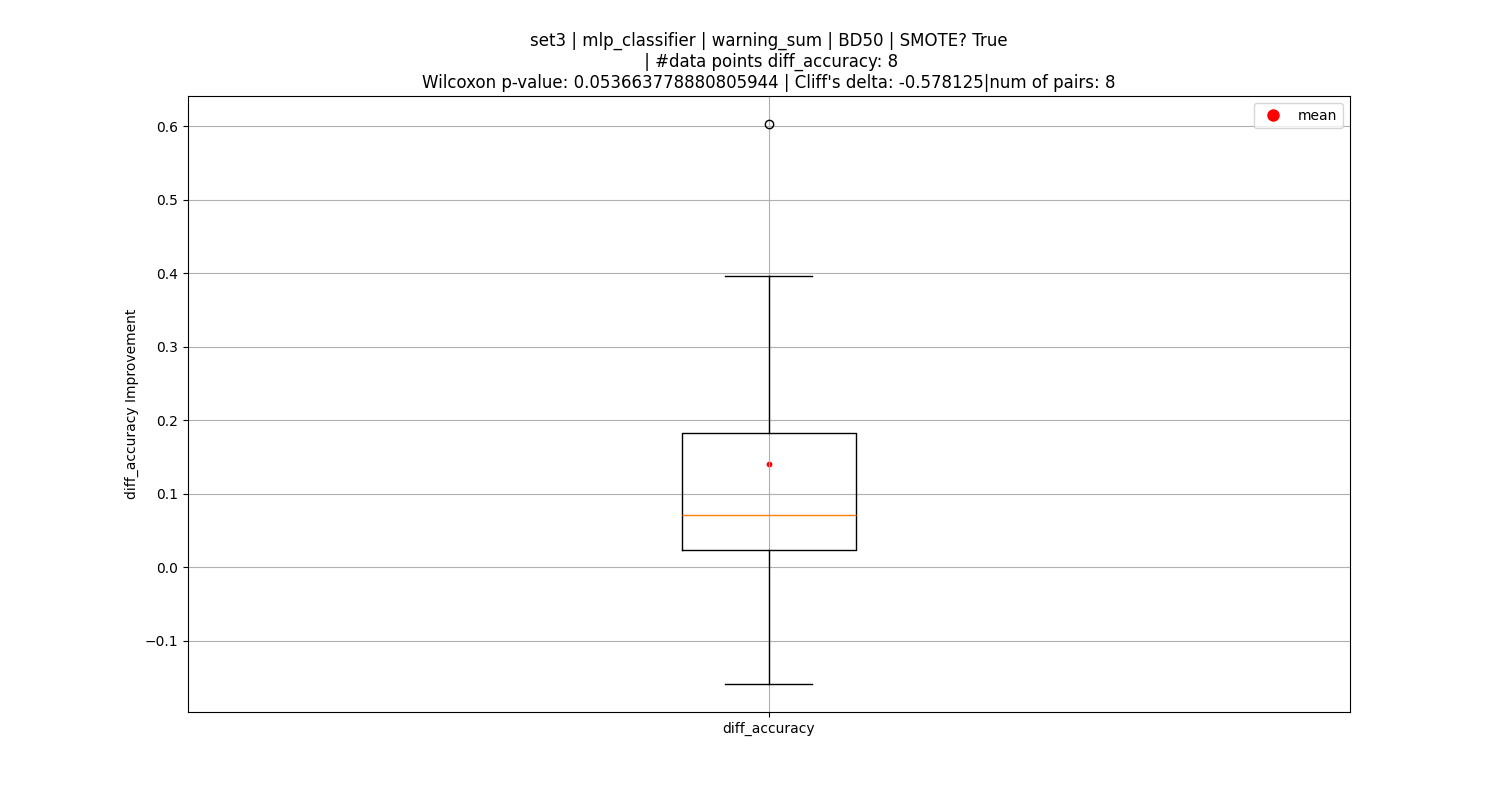 set3 | mlp_classifier | warning_sum | BD50 | SMOTE? True
| #data points diff_accuracy: 8
Wilcoxon p-value: 0.053663778880805944 | Cliff's delta: -0.578125|num of pairs: 8
mean
0.6
0.5
0.4
0.3
0.2
0.1
0.0
−0.1
diff_accuracy Improvement
diff_accuracy